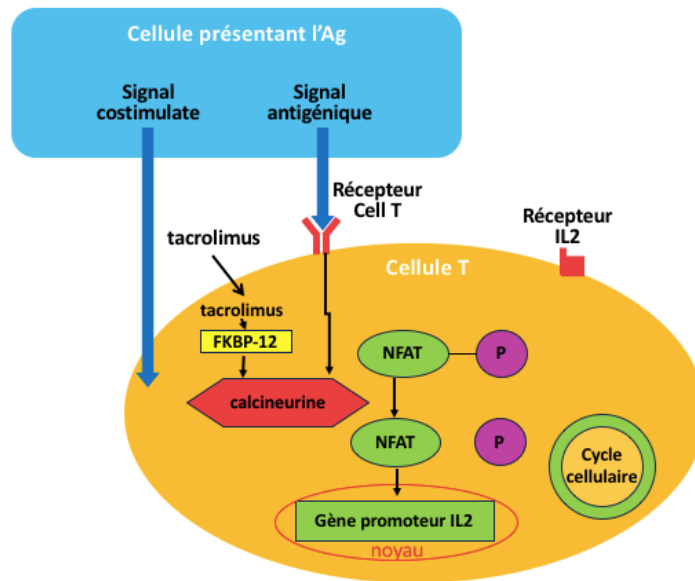 Cellule présentant l'Ag
Signal
costimulate
Signal
antigénique
Récepteur
Cell T
Récepteur
IL2
tacrolimus
Cellule T
tacrolimus
FKBP-12
NFAT
P
calcineurine
NFAT
P
Cycle
cellulaire
Gène promoteur IL2
noyau